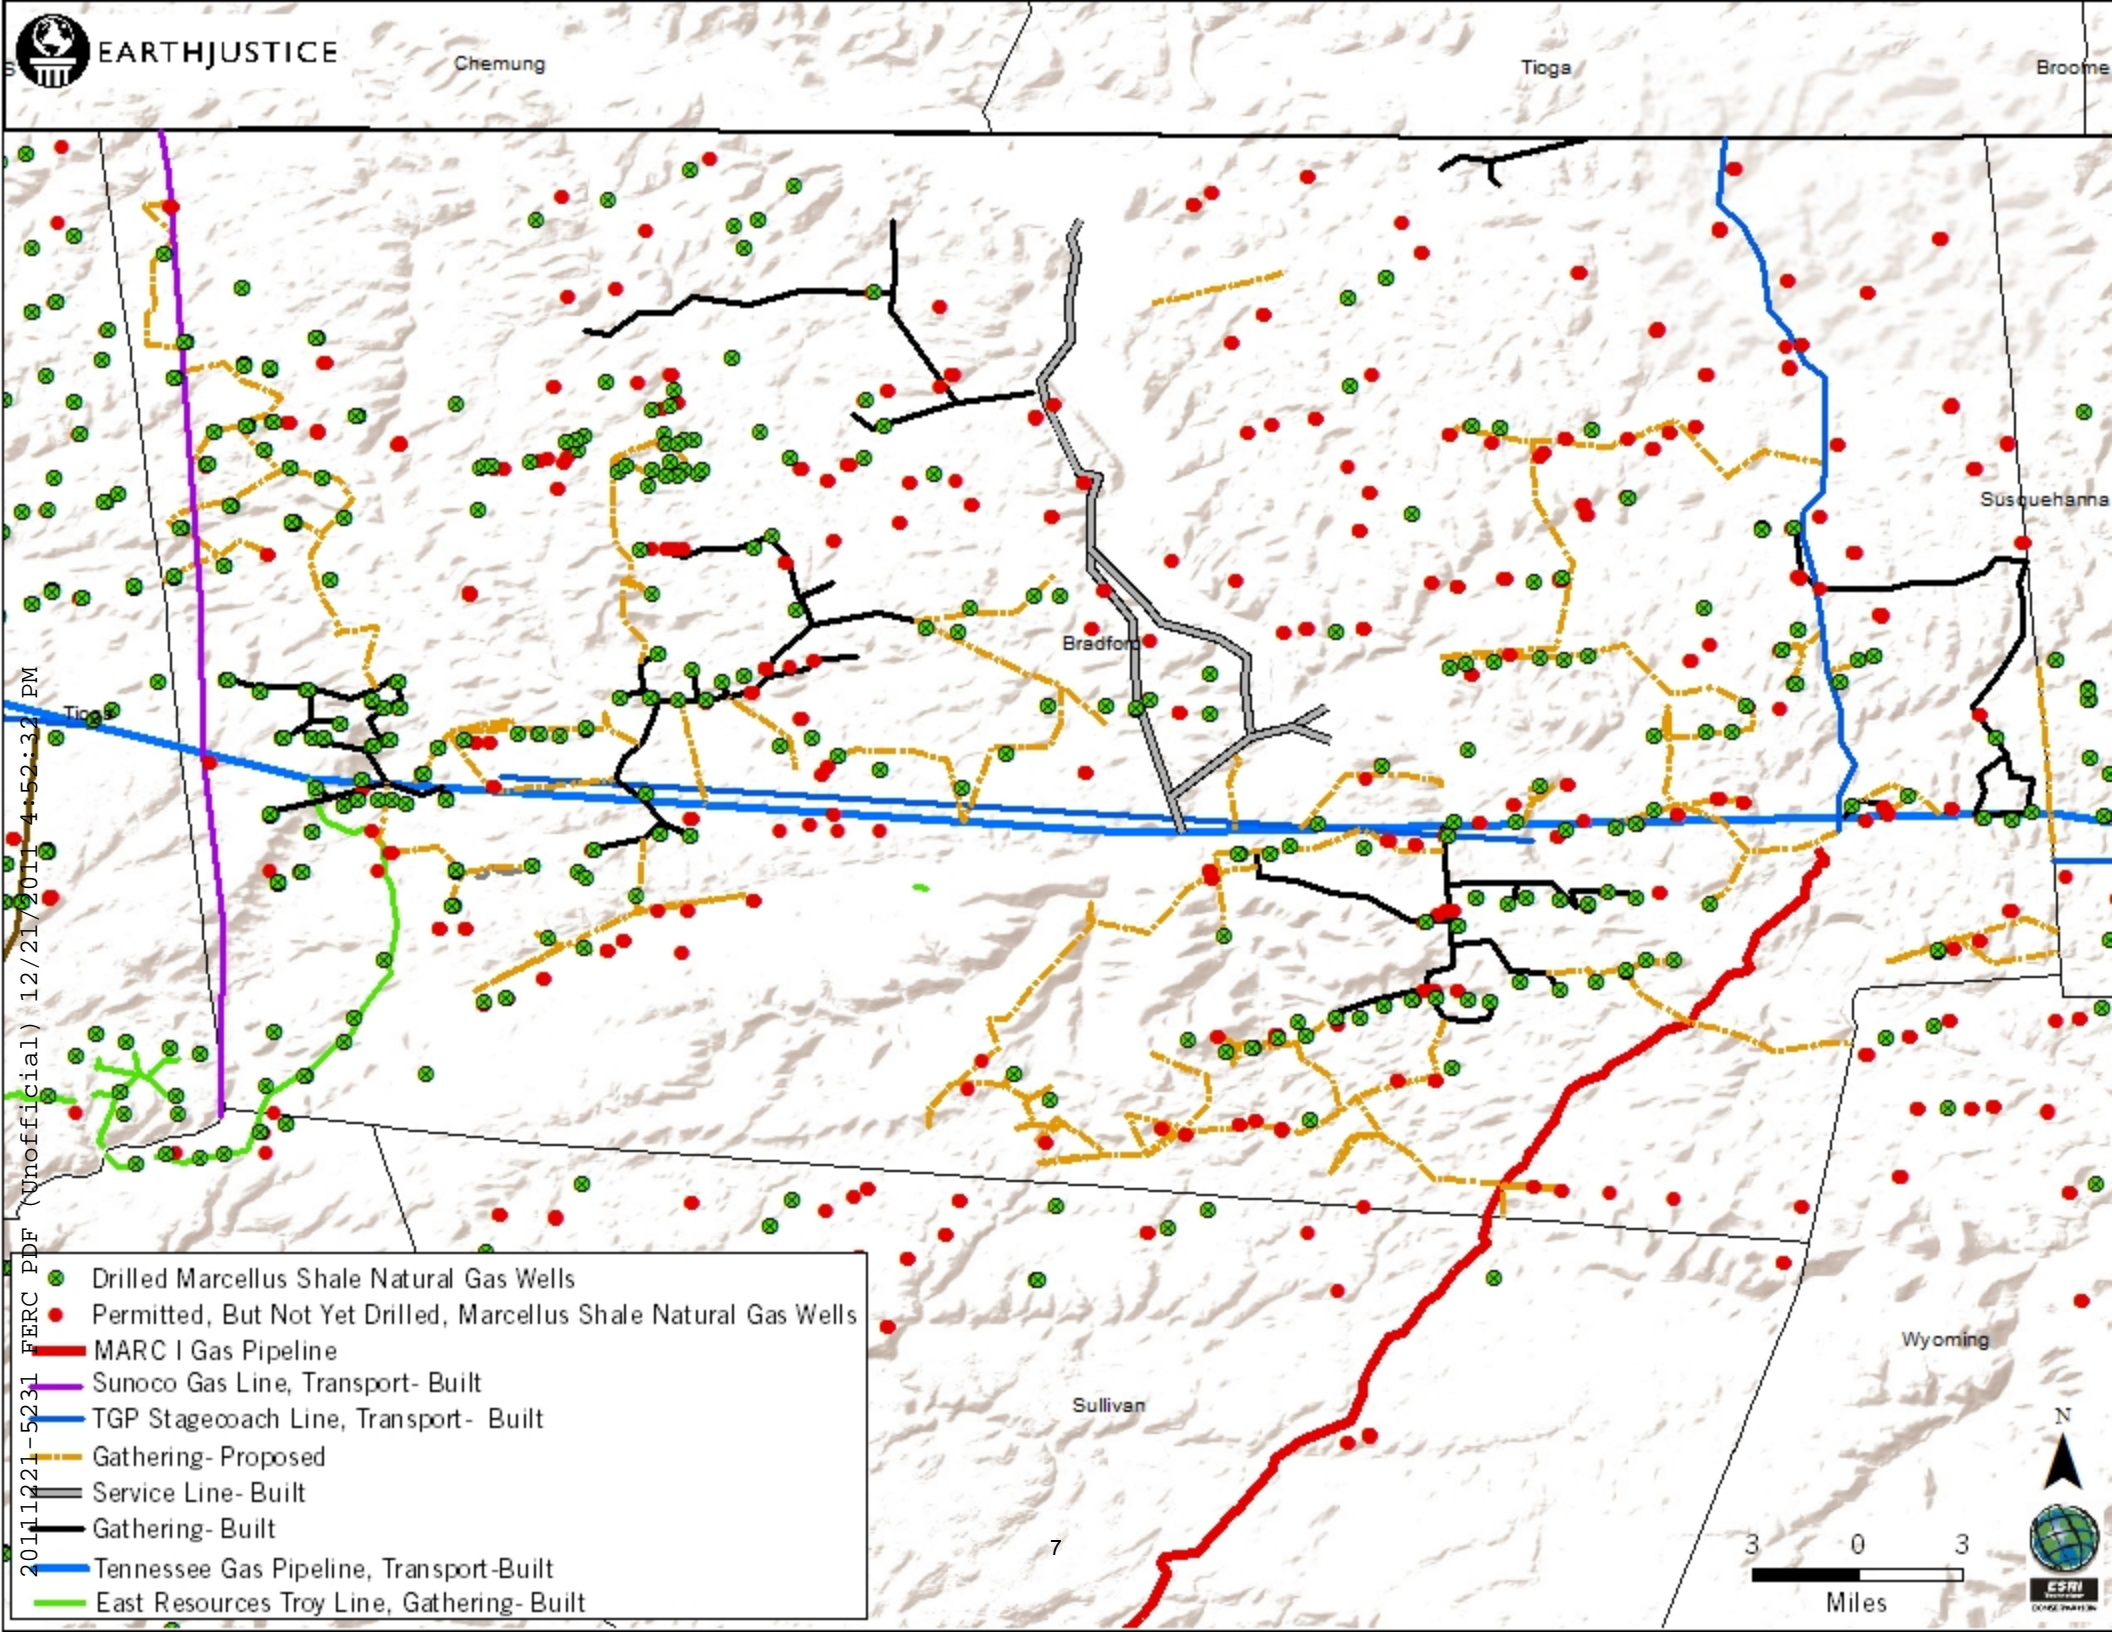 EARTHJUSTICE
Chemung
Tioga
Broome
Susquehanna
Bradford
Tioga
Wyoming
Sullivan
Drilled Marcellus Shale Natural Gas Wells
Permitted, But Not Yet Drilled, Marcellus Shale Natural Gas Wells
MARC I Gas Pipeline
Sunoco Gas Line, Transport- Built
TGP Stagecoach Line, Transport- Built
Gathering- Proposed
Service Line- Built
Gathering- Built
Tennessee Gas Pipeline, Transport-Built
East Resources Troy Line, Gathering- Built
20111221-5231 FERC PDF (Unofficial) 12/21/2011 4:52:32 PM
7
N
3 0 3
Miles
ESRI
CONSERVATION